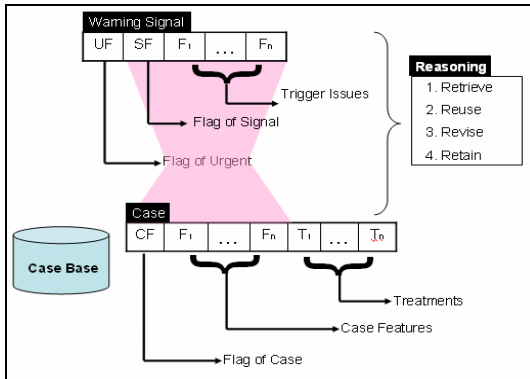 Warning Signal
UF SF F1 ... Fn
Trigger Issues
Flag of Signal
Flag of Urgent
Reasoning
1. Retrieve
2. Reuse
3. Revise
4. Retain
Case
CF F1 ... Fn T1 ... Tn
Case Base
Treatments
Case Features
Flag of Case